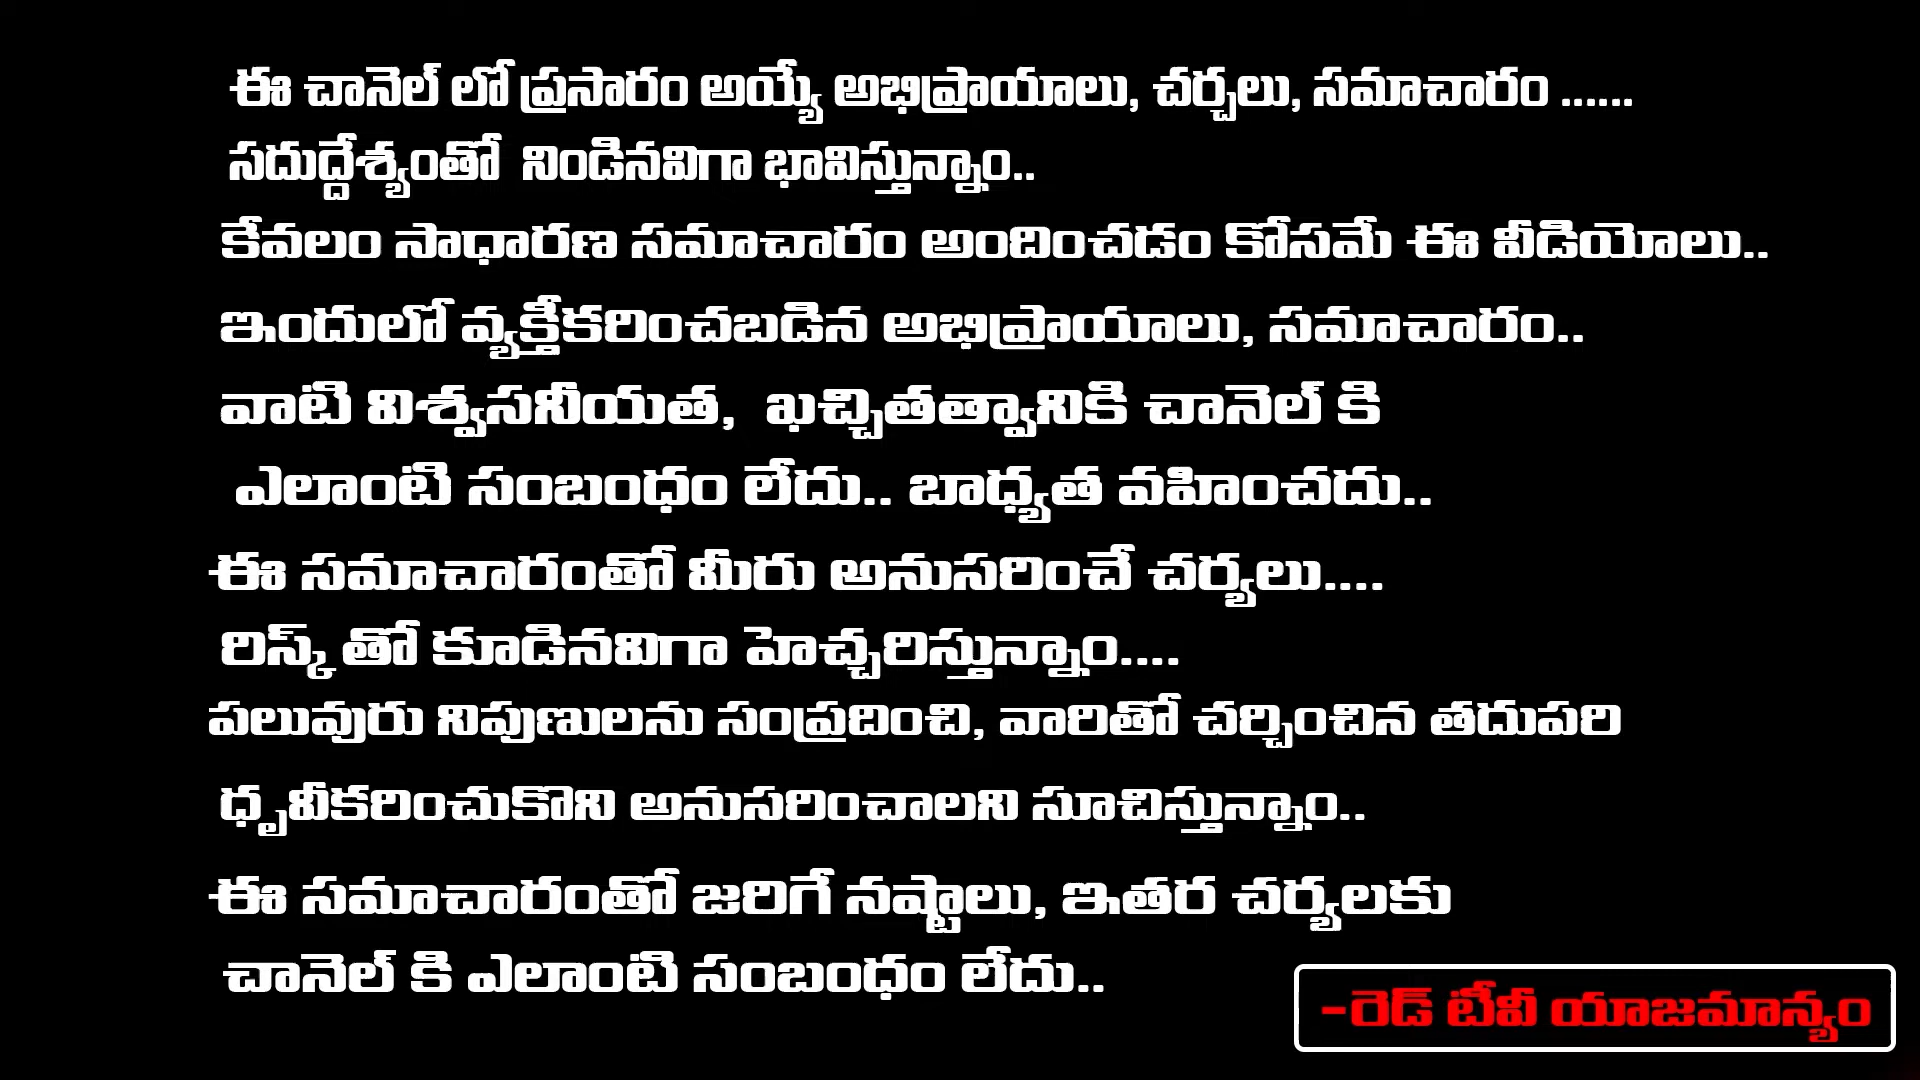 ఈ చానెల్ లో ప్రసారం అయ్యే అభిప్రాయాలు, చర్చలు, సమాచారం ......
సదుద్దేశ్యంతో నిండినవిగా భావిస్తున్నాం..
కేవలం సాధారణ సమాచారం అందించడం కోసమే ఈ వీడియోలు..
ఇందులో వ్యక్తీకరించబడిన అభిప్రాయాలు, సమాచారం..
వాటి విశ్వసనీయత, ఖచ్చితత్వానికి చానెల్ కి
ఎలాంటి సంబంధం లేదు.. బాధ్యత వహించదు..
ఈ సమాచారంతో మీరు అనుసరించే చర్యలు....
రిస్క్ తో కూడినవిగా హెచ్చరిస్తున్నాం....
పలువురు నిపుణులను సంప్రదించి, వారితో చర్చించిన తదుపరి
ధృవీకరించుకొని అనుసరించాలని సూచిస్తున్నాం..
ఈ సమాచారంతో జరిగే నష్టాలు, ఇతర చర్యలకు
చానెల్ కి ఎలాంటి సంబంధం లేదు..
-రెడ్ టీవీ యాజమాన్యం